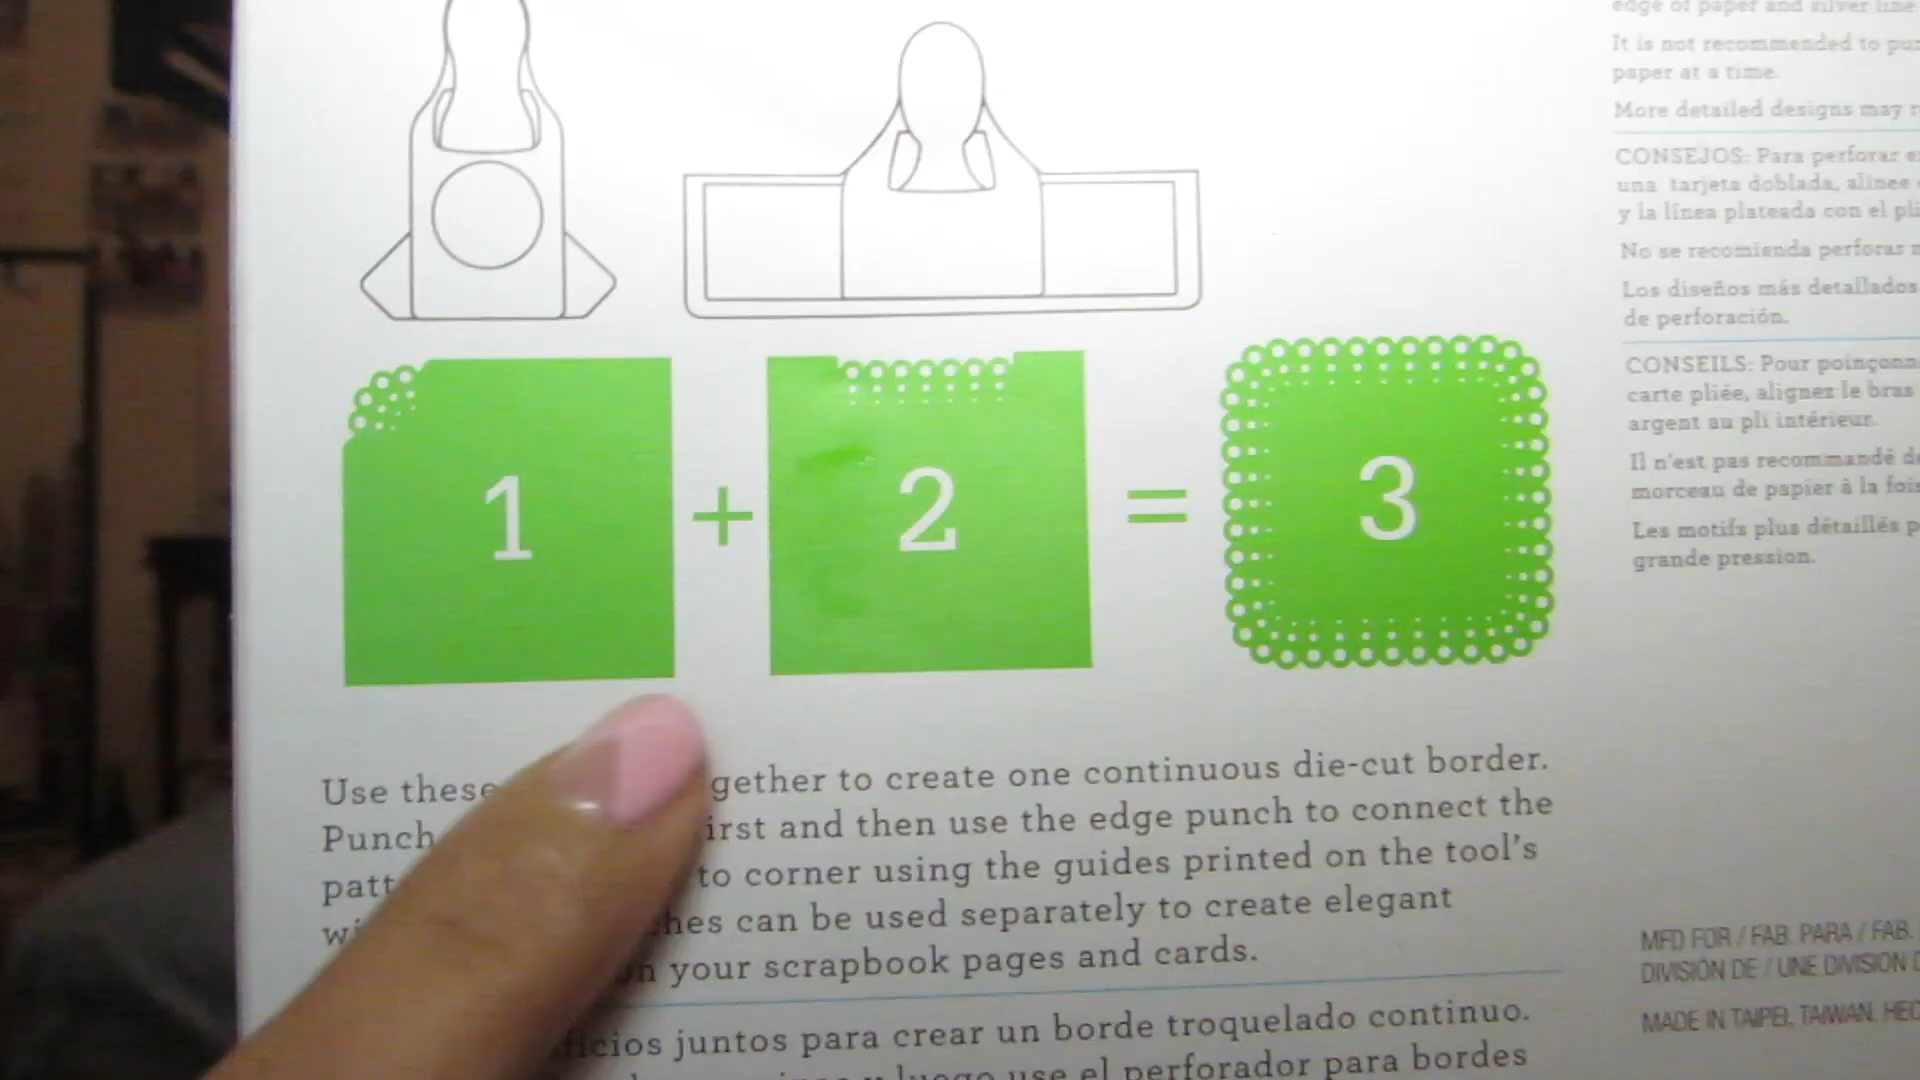 edge of paper and silver line
It is not recommended to
paper at a time.
More detailed designs may
CONSEJOS: Para perforar
una tarjeta doblada, alinee
y la línea plateada con el
No se recomienda perforar
Los diseños más detallados
de perforación.
CONSEILS: Pour
carte pliée, alignez le bras
argent au pli intérieur.
Il n'est pas recommandé
morceau de papier à la fois
Les motifs plus détaillés
grande pression.
1 + 2 = 3
Use these gether to create one continuous die-cut border.
Punch irst and then use the edge punch to connect the
patt to corner using the guides printed on the tool's
wi hes can be used separately to create elegant
on your scrapbook pages and cards.
ficios juntos para crear un borde troquelado continuo.
y luego use el perforador para bordes
MFD FOR / FAB. PARA / FAB.
DIVISIÓN DE / UNE DIVISION
MADE IN TAIPEI, TAIWAN.